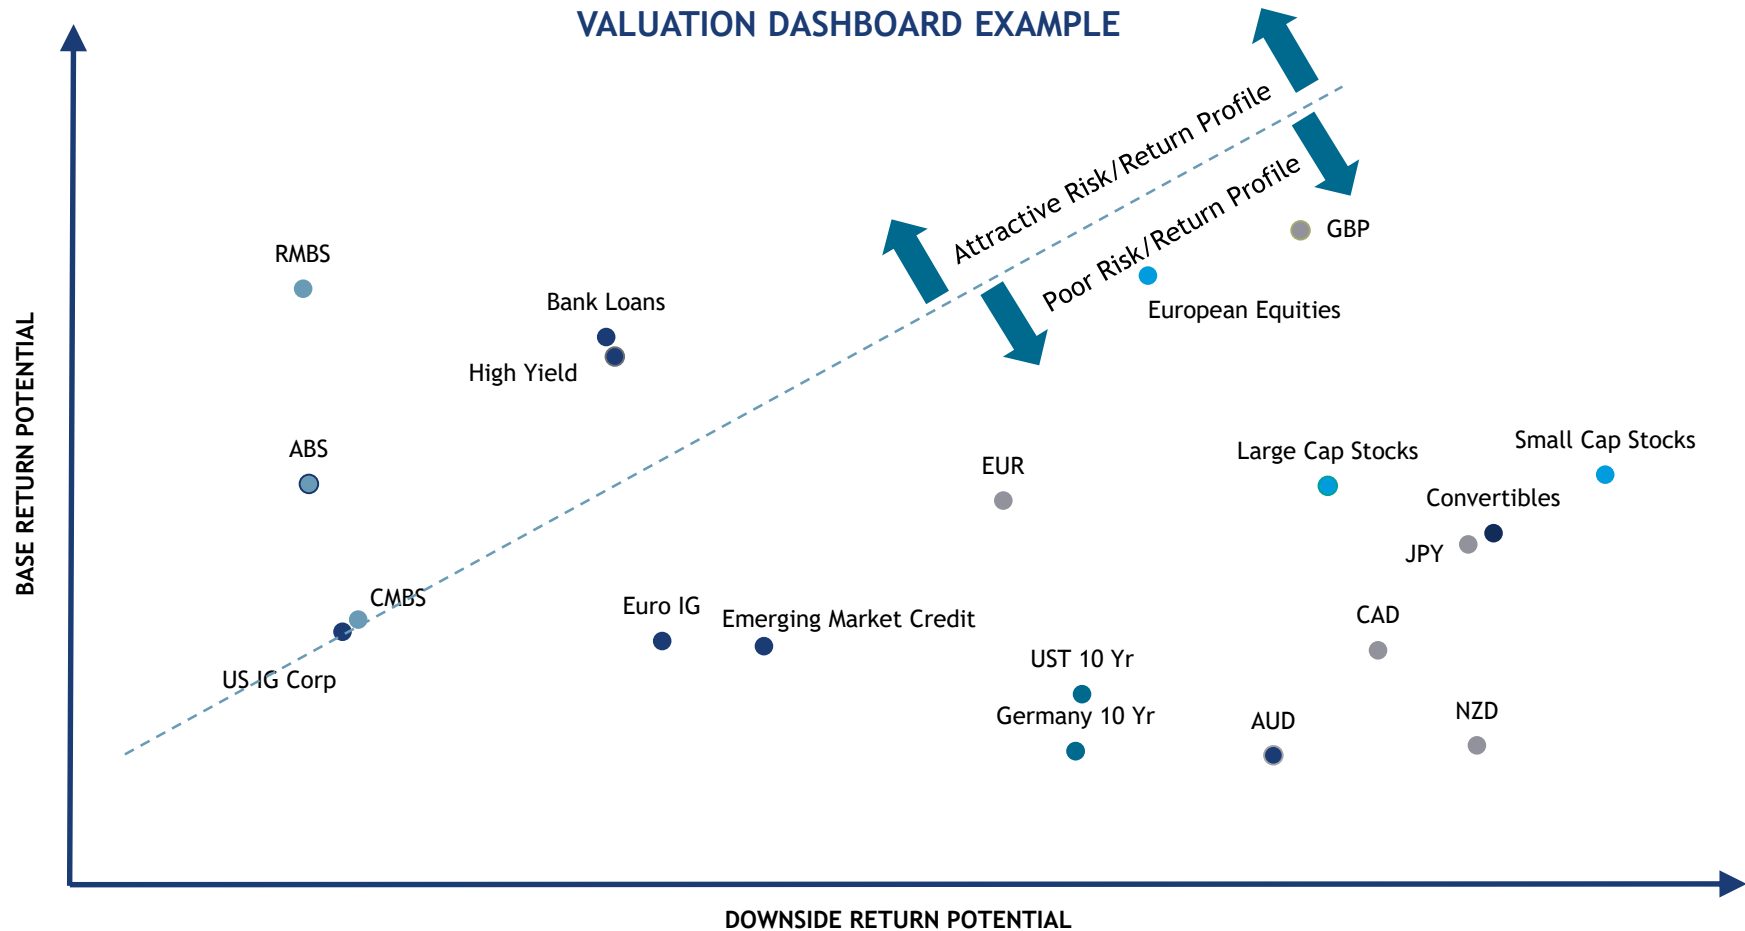 VALUATION DASHBOARD EXAMPLE
Attractive Risk/Return Profile
Poor Risk/Return Profile
GBP
RMBS
Bank Loans
European Equities
High Yield
Small Cap Stocks
ABS
Large Cap Stocks
EUR
Convertibles
JPY
CMBS
Euro IG
Emerging Market Credit
CAD
UST 10 Yr
US IG Corp
Germany 10 Yr
AUD
NZD
BASE RETURN POTENTIAL
DOWNSIDE RETURN POTENTIAL